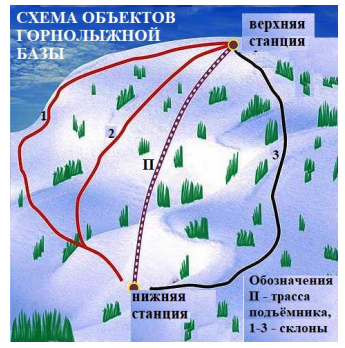 СХЕМА ОБЪЕКТОВ
ГОРНОЛЫЖНОЙ
БАЗЫ
верхняя
станция
1
2
3
П
нижняя
станция
Обозначения
П - трасса
подъёмника,
1-3 - склоны